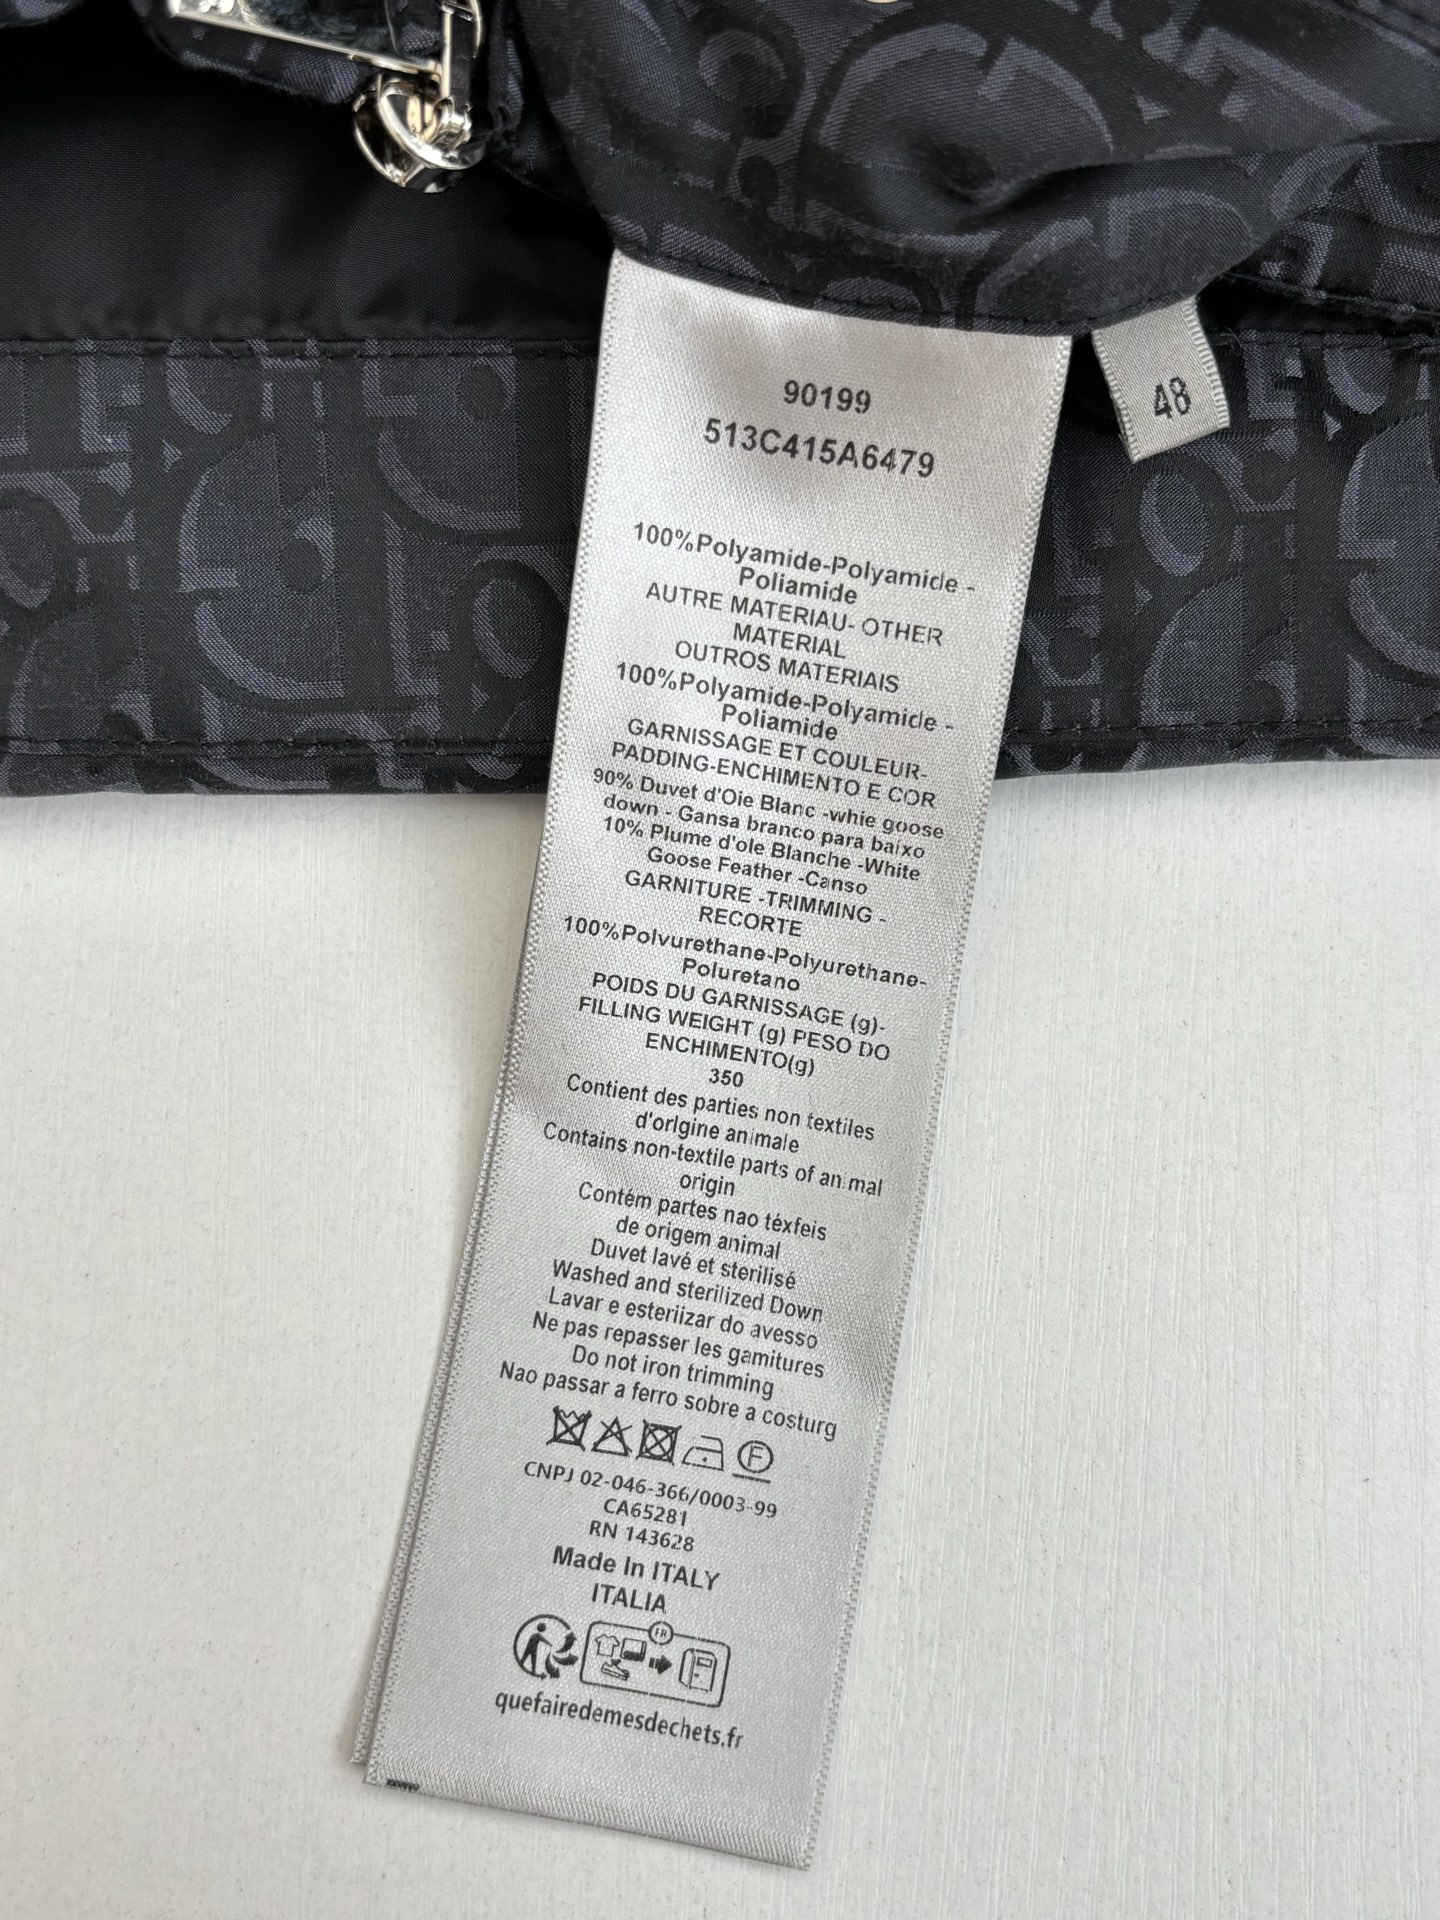 90199
513C415A6479
48
100%Polyamide-Polyamicle -
Poliamide
AUTRE MATERIAU- OTHER
MATERIAL
OUTROS MATERIAIS
100%Polyamide-Polyamicle -
Poliamide
GARNISSAGE ET COULEUR-
PADDING-ENCHIMENTO E COR
90% Duvet d'Oie Blanc -whie goose
down - Gansa branco para baixo
10% Plume d'ole Blanche -White
Goose Feather -Canso
GARNITURE -TRIMMING -
RECORTE
100%Polvurethane-Polyurethane-
Poluretano
POIDS DU GARNISSAGE (g)-
FILLING WEIGHT (g) PESO DO
ENCHIMENTO(g)
350
Contient des parties non textiles
d'orlgine animale
Contains non-textile parts of animal
origin
Contém partes nao téxfeis
de origem animal
Duvet lavé et sterilisé
Washed and sterilized Down
Lavar e esteriizar do avesso
Ne pas repasser les gamitures
Do not iron trimming
Nao passar a ferro sobre a costurg
F
CNPJ 02-046-366/0003-99
CA65281
RN 143628
Made In ITALY
ITALIA
FR
quefairedemesdechets.fr